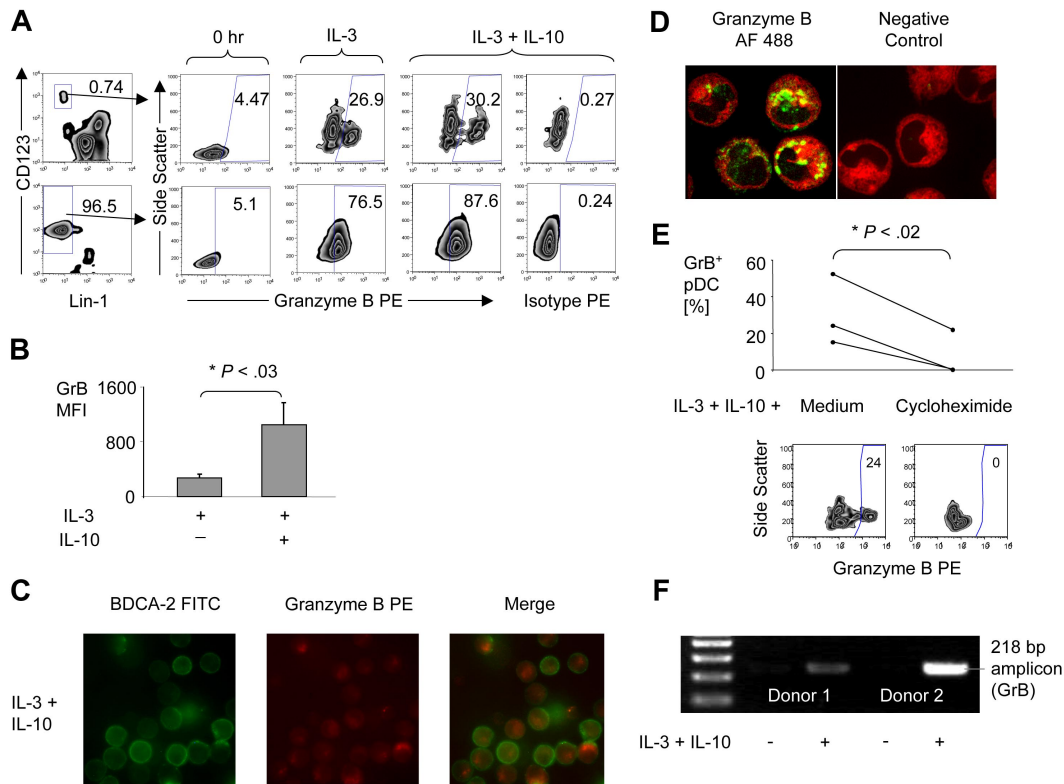 A
0 hr
IL-3
IL-3 + IL-10
CD123
0.74
Side Scatter
4.47
26.9
30.2
0.27
96.5
5.1
76.5
87.6
0.24
Lin-1
Granzyme B PE
Isotype PE
B
GrB
MFI
* P < .03
1600
800
0
IL-3 + +
IL-10 – +
C
BDCA-2 FITC
Granzyme B PE
Merge
IL-3 +
IL-10
D
Granzyme B
AF 488
Negative
Control
E
* P < .02
GrB+
pDC
[%]
60
40
20
0
IL-3 + IL-10 + Medium Cycloheximide
Side Scatter
24
0
Granzyme B PE
F
218 bp
amplicon
(GrB)
Donor 1
Donor 2
IL-3 + IL-10 - + - +